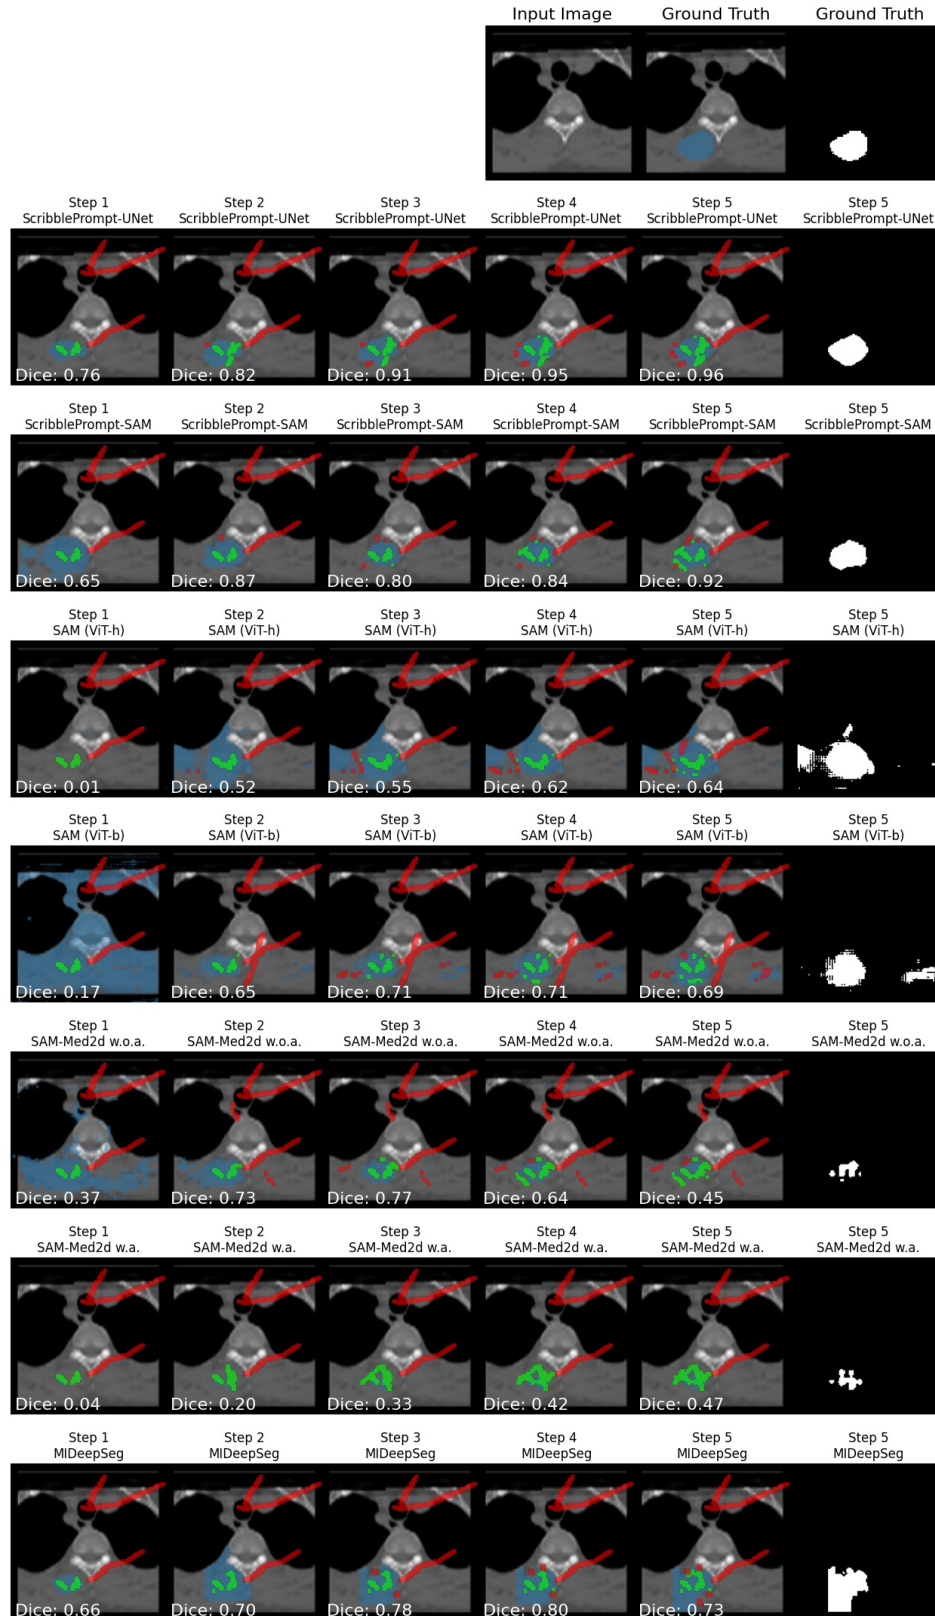 Input Image Ground Truth Ground Truth
Step 1 Step 2 Step 3 Step 4 Step 5 Step 5
ScribblePrompt-UNet ScribblePrompt-UNet ScribblePrompt-UNet ScribblePrompt-UNet ScribblePrompt-UNet ScribblePrompt-UNet
Dice: 0.76 Dice: 0.82 Dice: 0.91 Dice: 0.95 Dice: 0.96
Step 1 Step 2 Step 3 Step 4 Step 5 Step 5
ScribblePrompt-SAM ScribblePrompt-SAM ScribblePrompt-SAM ScribblePrompt-SAM ScribblePrompt-SAM ScribblePrompt-SAM
Dice: 0.65 Dice: 0.87 Dice: 0.80 Dice: 0.84 Dice: 0.92
Step 1 Step 2 Step 3 Step 4 Step 5 Step 5
SAM (ViT-h) SAM (ViT-h) SAM (ViT-h) SAM (ViT-h) SAM (ViT-h) SAM (ViT-h)
Dice: 0.01 Dice: 0.52 Dice: 0.55 Dice: 0.62 Dice: 0.64
Step 1 Step 2 Step 3 Step 4 Step 5 Step 5
SAM (ViT-b) SAM (ViT-b) SAM (ViT-b) SAM (ViT-b) SAM (ViT-b) SAM (ViT-b)
Dice: 0.17 Dice: 0.65 Dice: 0.71 Dice: 0.71 Dice: 0.69
Step 1 Step 2 Step 3 Step 4 Step 5 Step 5
SAM-Med2d w.o.a. SAM-Med2d w.o.a. SAM-Med2d w.o.a. SAM-Med2d w.o.a. SAM-Med2d w.o.a. SAM-Med2d w.o.a.
Dice: 0.37 Dice: 0.73 Dice: 0.77 Dice: 0.64 Dice: 0.45
Step 1 Step 2 Step 3 Step 4 Step 5 Step 5
SAM-Med2d w.a. SAM-Med2d w.a. SAM-Med2d w.a. SAM-Med2d w.a. SAM-Med2d w.a. SAM-Med2d w.a.
Dice: 0.04 Dice: 0.20 Dice: 0.33 Dice: 0.42 Dice: 0.47
Step 1 Step 2 Step 3 Step 4 Step 5 Step 5
MIDeepSeg MIDeepSeg MIDeepSeg MIDeepSeg MIDeepSeg MIDeepSeg
Dice: 0.66 Dice: 0.70 Dice: 0.78 Dice: 0.80 Dice: 0.73